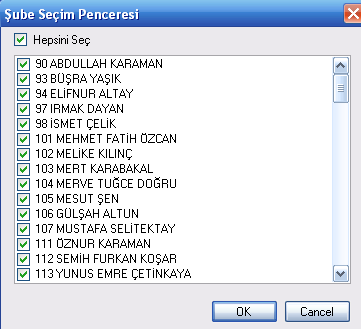 Şube Seçim Penceresi
Hepsini Seç
90 ABDULLAH KARAMAN
93 BÜŞRA YAŞIK
94 ELİFNUR ALTAY
97 IRMAK DAYAN
98 İSMET ÇELİK
101 MEHMET FATİH ÖZCAN
102 MELİKE KILINÇ
103 MERT KARABAKAL
104 MERVE TUĞÇE DOĞRU
105 MESUT ŞEN
106 GÜLŞAH ALTUN
107 MUSTAFA SELİTEKTAY
111 ÖZNUR KARAMAN
112 SEMİH FURKAN KOŞAR
113 YUNUS EMRE ÇETİNKAYA
OK Cancel